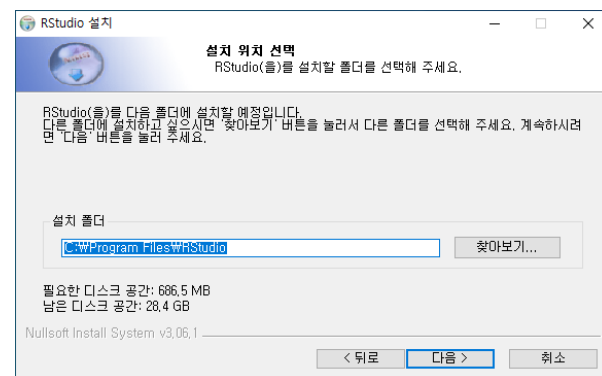 RStudio 설치
설치 위치 선택
RStudio(을)를 설치할 폴더를 선택해 주세요.
RStudio(을)를 다음 폴더에 설치할 예정입니다.
다른 폴더에 설치하고 싶으시면 '찾아보기' 버튼을 눌러서 다른 폴더를 선택해 주세요. 계속하시려
면 '다음' 버튼을 눌러 주세요.
설치 폴더
C:₩Program Files₩RStudio
찾아보기...
필요한 디스크 공간: 686.5 MB
남은 디스크 공간: 28.4 GB
Nullsoft Install System v3.06.1
< 뒤로
다음 >
취소